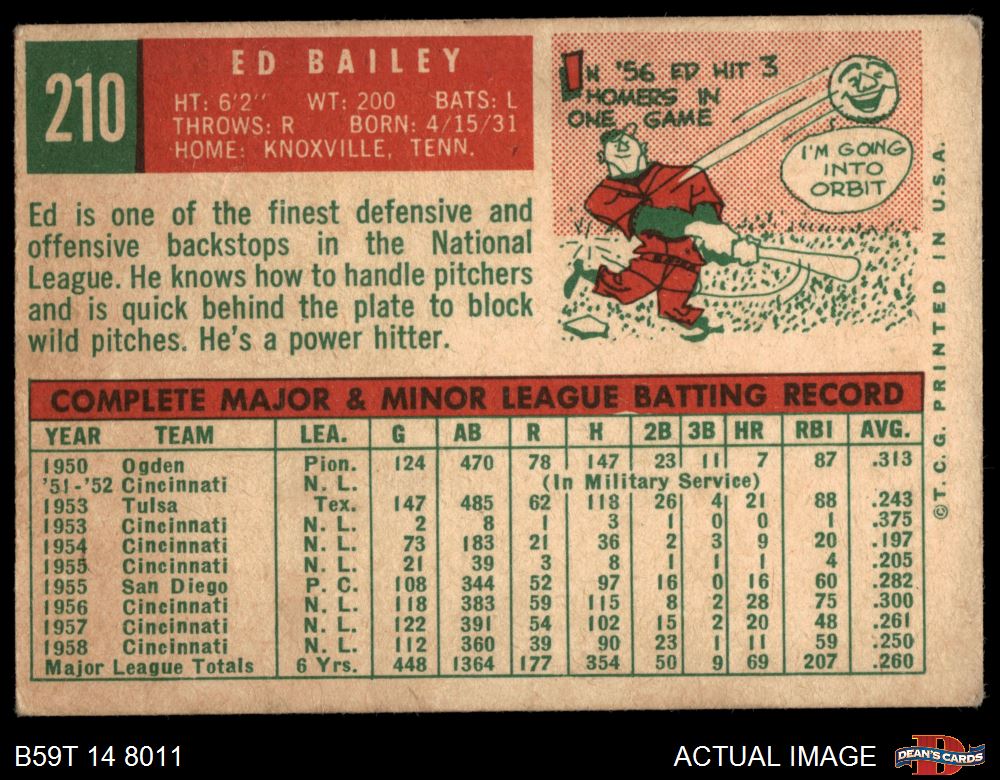 210
ED BAILEY
HT: 6'2" WT: 200 BATS: L
THROWS: R BORN: 4/15/31
HOME: KNOXVILLE, TENN.
IN '56 ED HIT 3
HOMERS IN
ONE GAME
I'M GOING
INTO
ORBIT
Ed is one of the finest defensive and
offensive backstops in the National
League. He knows how to handle pitchers
and is quick behind the plate to block
wild pitches. He's a power hitter.
COMPLETE MAJOR & MINOR LEAGUE BATTING RECORD
YEAR TEAM LEA. G AB R H 2B 3B HR RBI AVG.
1950 Ogden Pion. 124 470 78 147 23 11 7 87 .313
'51-'52 Cincinnati N. L. (In Military Service)
1953 Tulsa Tex. 147 485 62 118 26 4 21 88 .243
1953 Cincinnati N. L. 2 8 1 3 1 0 0 1 .375
1954 Cincinnati N. L. 73 183 21 36 2 3 9 20 .197
1955 Cincinnati N. L. 21 39 3 8 1 1 1 4 .205
1955 San Diego P. C. 108 344 52 97 16 0 16 60 .282
1956 Cincinnati N. L. 118 383 59 115 8 2 28 75 .300
1957 Cincinnati N. L. 122 391 54 102 15 2 20 48 .261
1958 Cincinnati N. L. 112 360 39 90 23 1 11 59 .250
Major League Totals 6 Yrs. 448 1364 177 354 50 9 69 207 .260
©T. C. G. PRINTED IN U.S.A.
B59T 14 8011
ACTUAL IMAGE
DEAN'S CARDS